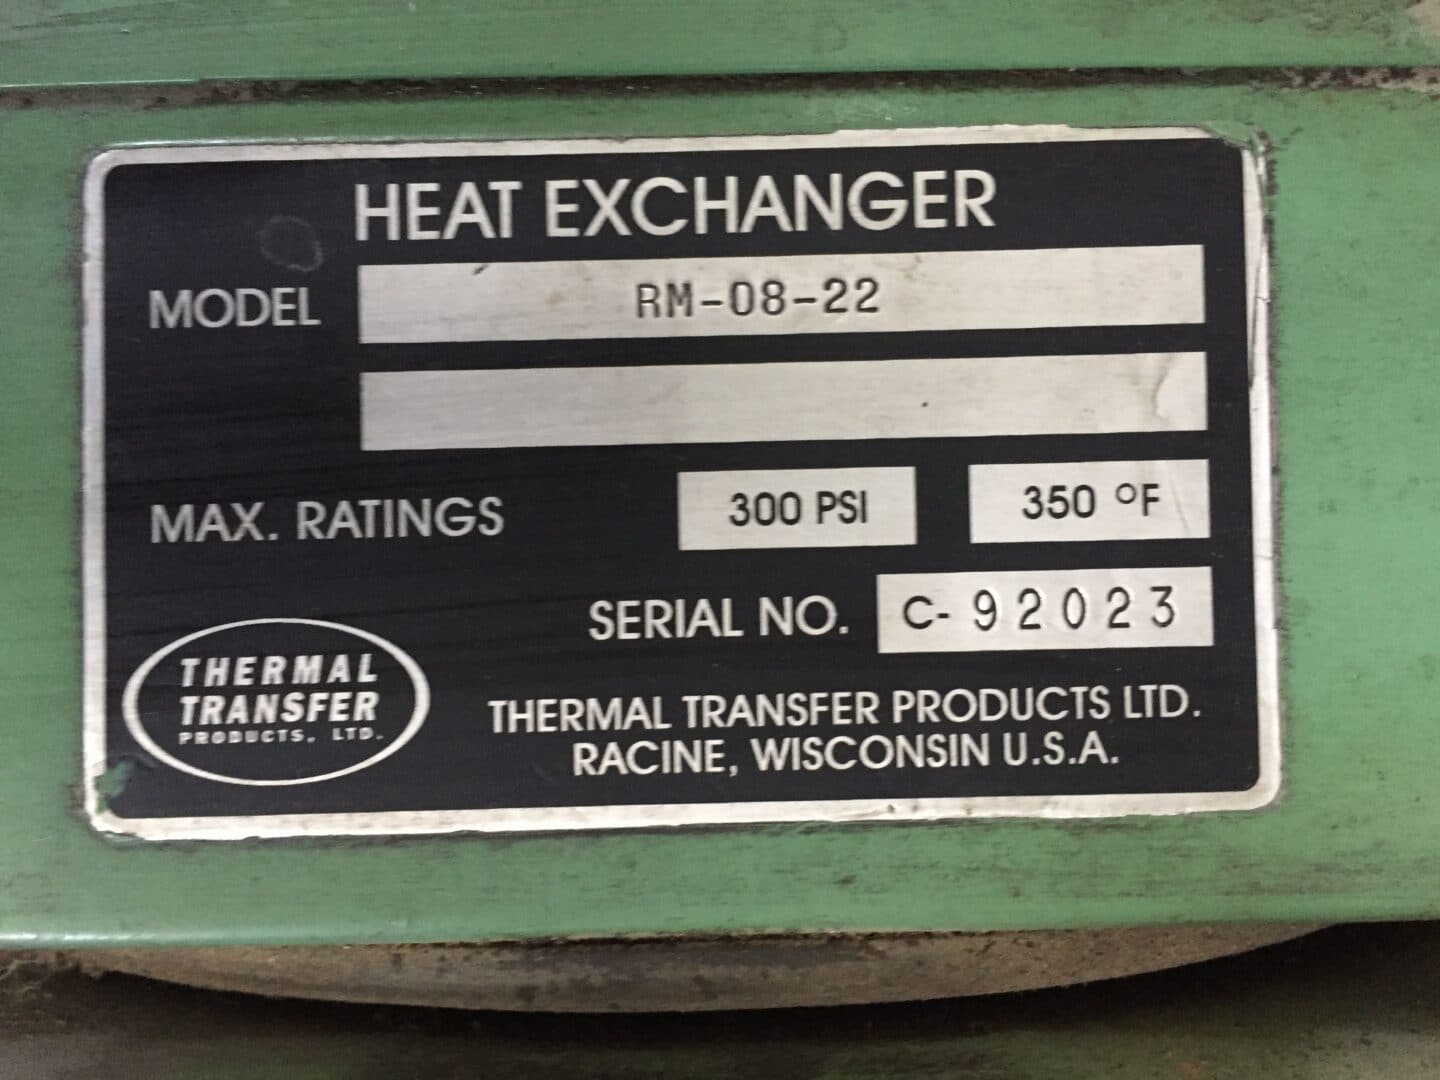 HEAT EXCHANGER
MODEL RM-08-22
MAX. RATINGS 300 PSI 350 °F
SERIAL NO. C-92023
THERMAL
TRANSFER
PRODUCTS, LTD.
THERMAL TRANSFER PRODUCTS LTD.
RACINE, WISCONSIN U.S.A.